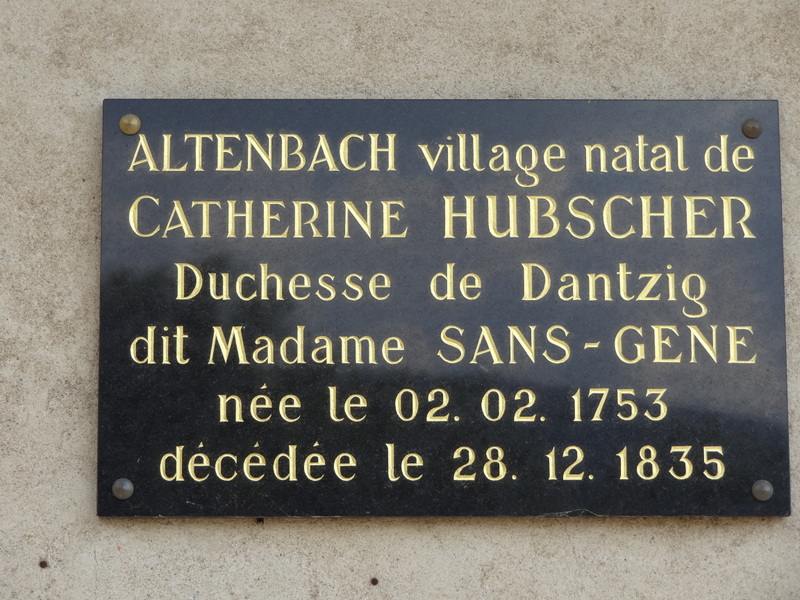 ALTENBACH village natal de
CATHERINE HUBSCHER
Duchesse de Dantzig
dit Madame SANS-GENE
née le 02. 02. 1753
décédée le 28. 12. 1835